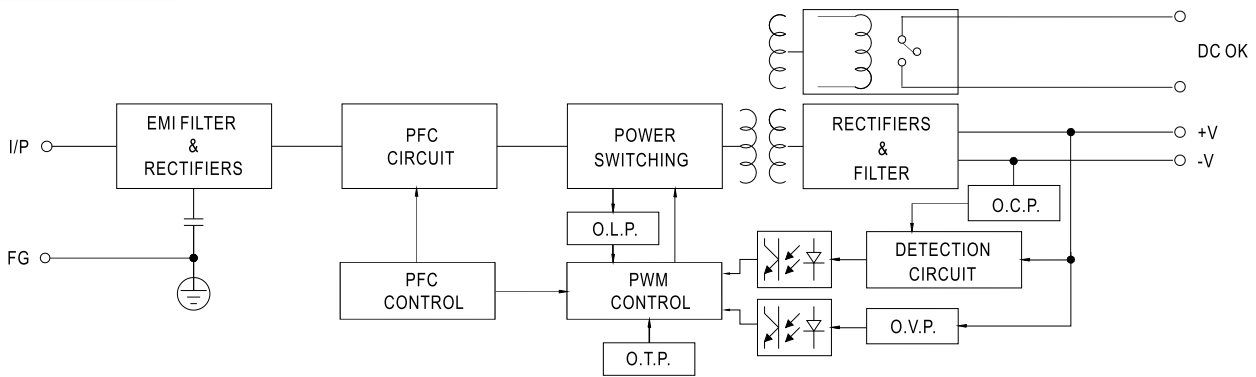 DC OK
I/P
EMI FILTER
&
RECTIFIERS
PFC
CIRCUIT
POWER
SWITCHING
RECTIFIERS
&
FILTER
+V
-V
O.C.P.
O.L.P.
DETECTION
CIRCUIT
FG
PFC
CONTROL
PWM
CONTROL
O.V.P.
O.T.P.